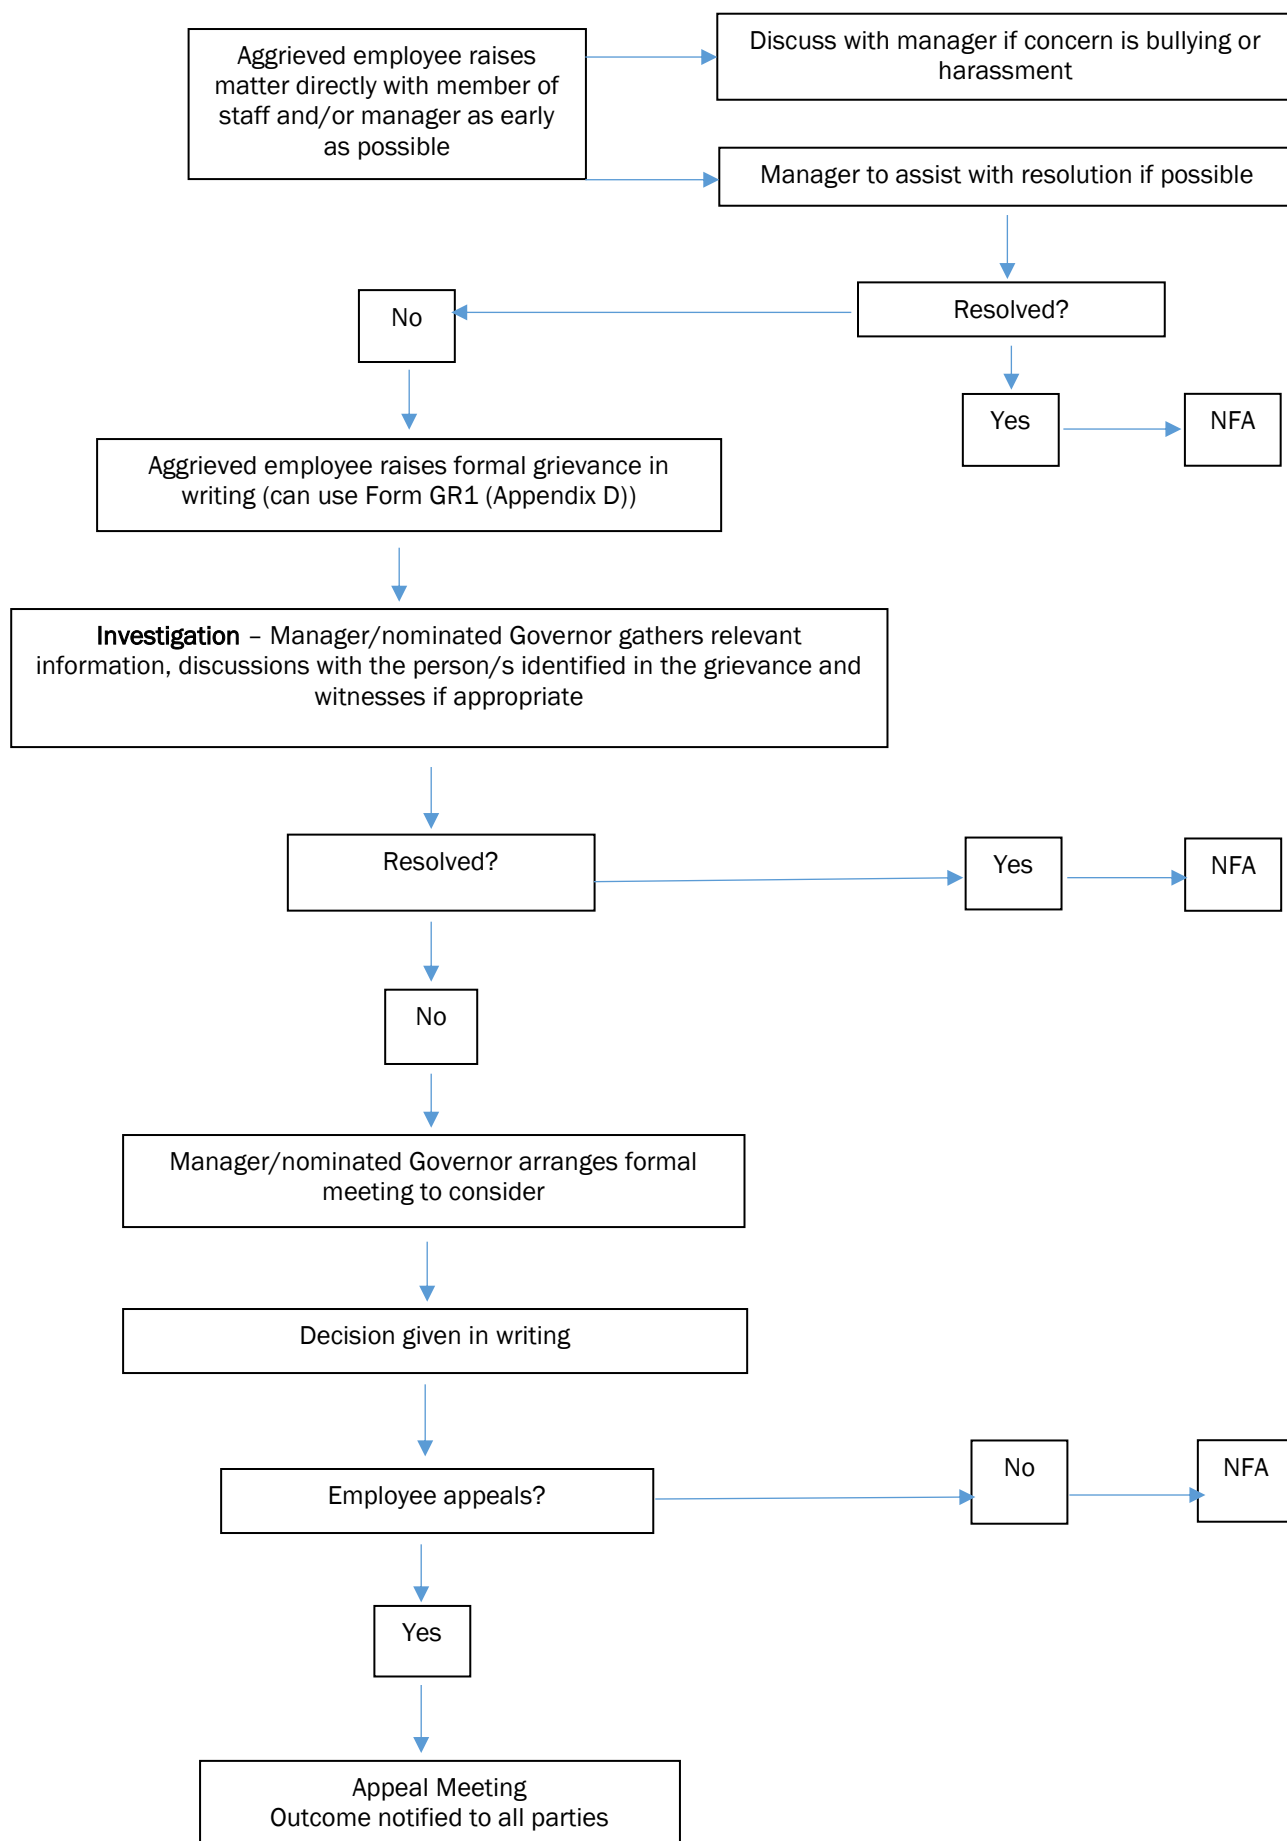 Aggrieved employee raises
matter directly with member of
staff and/or manager as early
as possible
Discuss with manager if concern is bullying or
harassment
Manager to assist with resolution if possible
Resolved?
No
Yes
NFA
Aggrieved employee raises formal grievance in
writing (can use Form GR1 (Appendix D))
Investigation – Manager/nominated Governor gathers relevant
information, discussions with the person/s identified in the grievance and
witnesses if appropriate
Resolved?
Yes
NFA
No
Manager/nominated Governor arranges formal
meeting to consider
Decision given in writing
Employee appeals?
No
NFA
Yes
Appeal Meeting
Outcome notified to all parties